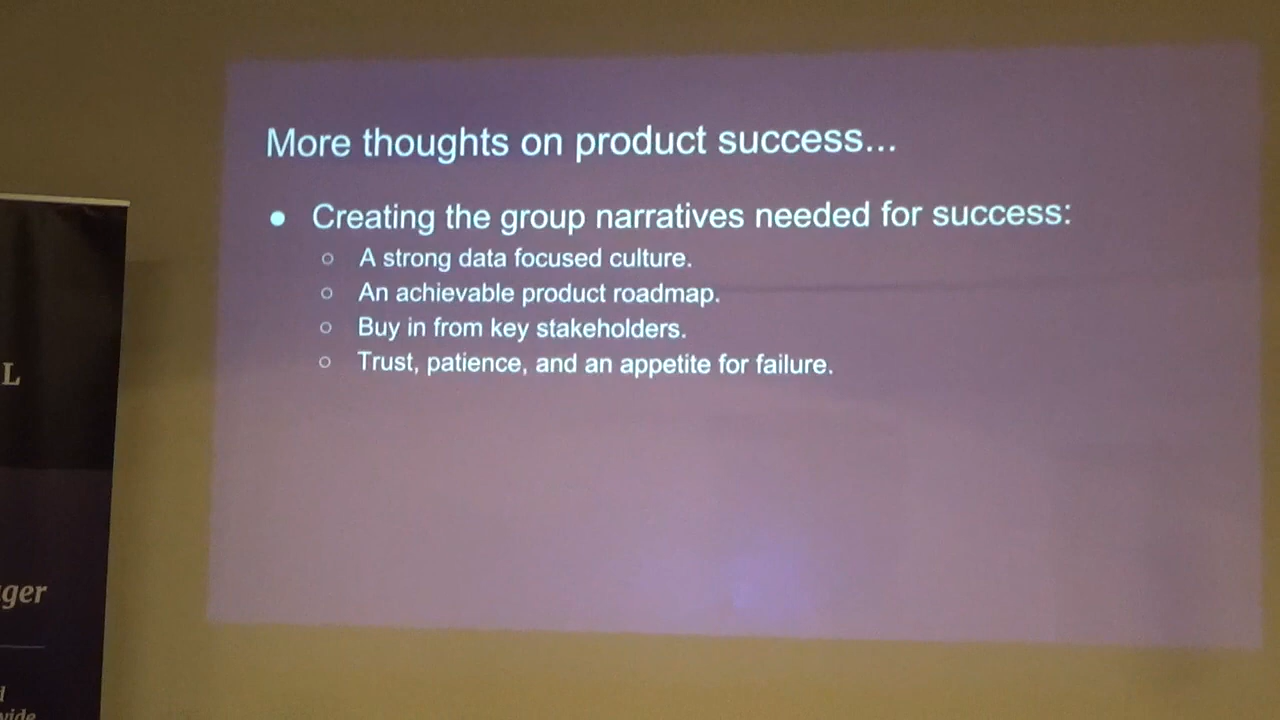 More thoughts on product success...
● Creating the group narratives needed for success:
○ A strong data focused culture.
○ An achievable product roadmap.
○ Buy in from key stakeholders.
○ Trust, patience, and an appetite for failure.
L
ger